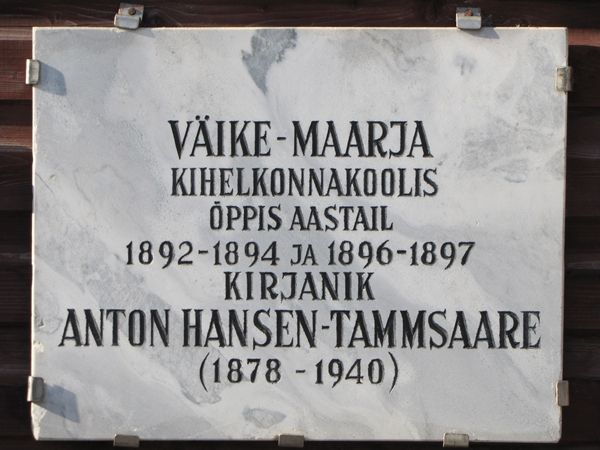 VÄIKE-MAARJA
KIHELKONNAKOOLIS
ÕPPIS AASTAIL
1892-1894 JA 1896-1897
KIRJANIK
ANTON HANSEN-TAMMSAARE
(1878 - 1940)